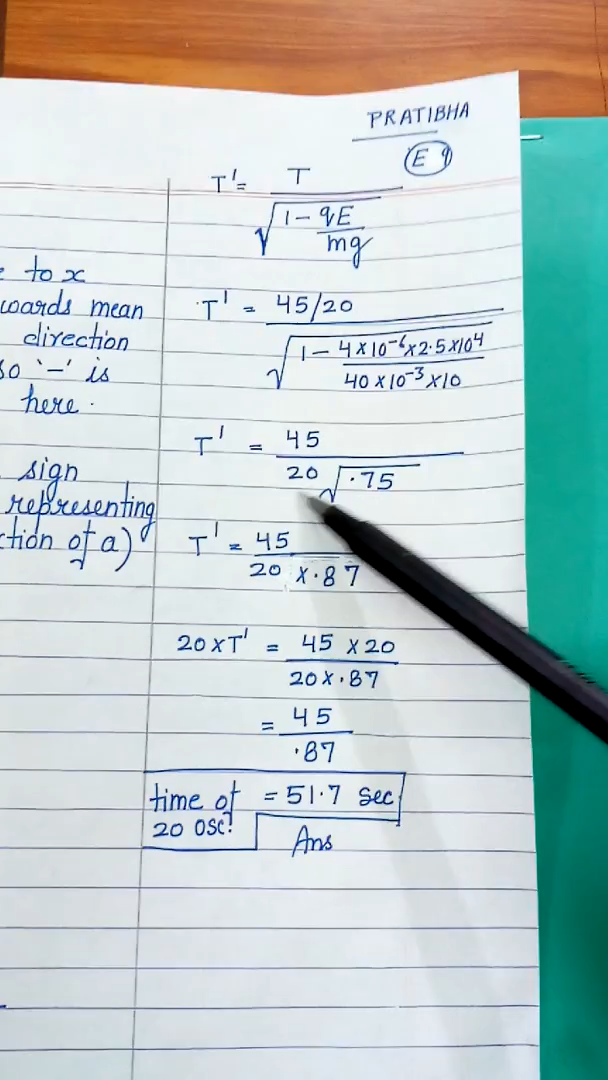 PRATIBHA
E 9
T' = T / √(1 - qE/mg)
to x
wards mean
direction
so '-' is
here.
T' = 45/20 / √(1 - 4×10⁻⁶×2.5×10⁴ / 40×10⁻³×10)
sign
representing
T' = 45 / 20√.75
ction of a)
T' = 45 / 20 × .87
20×T' = 45×20 / 20×.87
= 45 / .87
time of = 51.7 sec
20 osc!
Ans